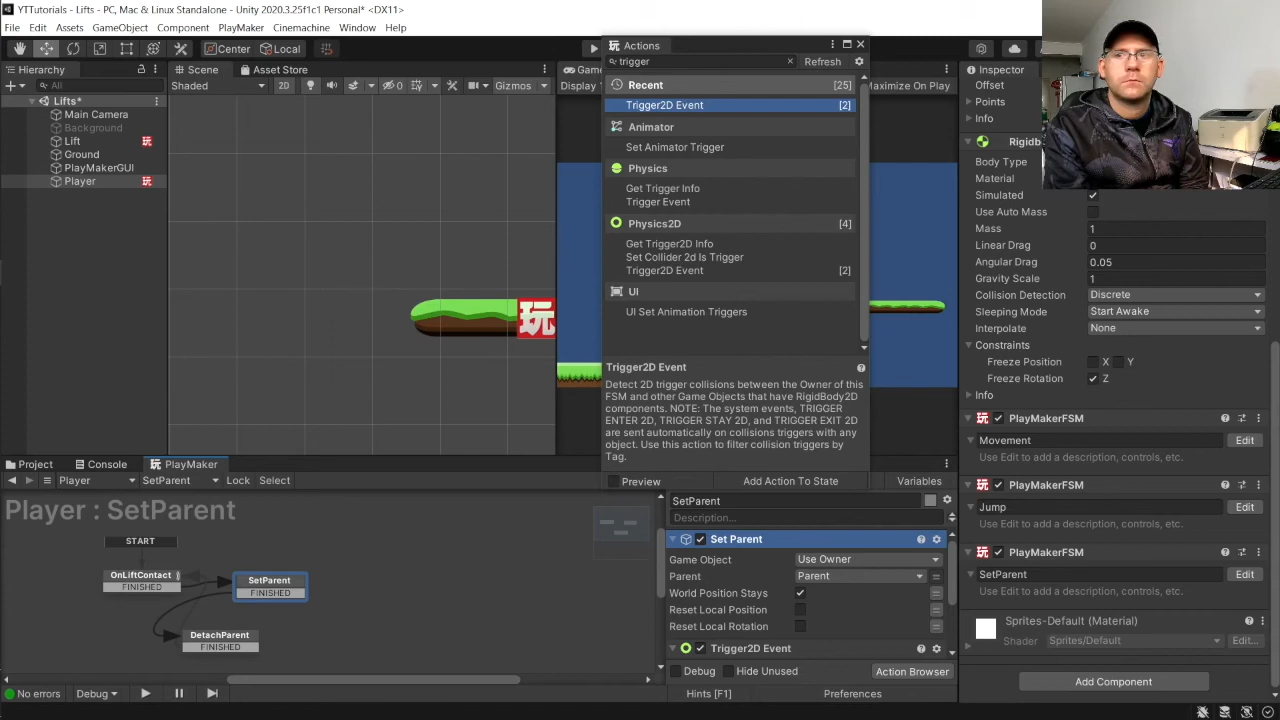 YTTutorials - Lifts - PC, Mac & Linux Standalone - Unity 2020.3.25f1c1 Personal* <DX11>
File Edit Assets GameObject Component PlayMaker Cinemachine Window Help
Center Local
Hierarchy
All
Lifts*
Main Camera
Background
Lift
Ground
PlayMakerGUI
Player
Scene Asset Store
Shaded 2D 0 Gizmos
玩
Game
Display 1
Maximize On Play
Actions
trigger Refresh
Recent [25]
Trigger2D Event [2]
Animator
Set Animator Trigger
Physics
Get Trigger Info
Trigger Event
Physics2D [4]
Get Trigger2D Info
Set Collider 2d Is Trigger
Trigger2D Event [2]
UI
UI Set Animation Triggers
Trigger2D Event
Detect 2D trigger collisions between the Owner of this
FSM and other Game Objects that have RigidBody2D
components. NOTE: The system events, TRIGGER
ENTER 2D, TRIGGER STAY 2D, and TRIGGER EXIT 2D
are sent automatically on collisions triggers with any
object. Use this action to filter collision triggers by
Tag.
Preview Add Action To State
Inspector
Offset
Points
Info
Rigidb
Body Type
Material
Simulated
Use Auto Mass
Mass 1
Linear Drag 0
Angular Drag 0.05
Gravity Scale 1
Collision Detection Discrete
Sleeping Mode Start Awake
Interpolate None
Constraints
Freeze Position X Y
Freeze Rotation Z
Info
PlayMakerFSM
Movement Edit
Use Edit to add a description, controls, etc.
PlayMakerFSM
Jump Edit
Use Edit to add a description, controls, etc.
PlayMakerFSM
SetParent Edit
Use Edit to add a description, controls, etc.
Sprites-Default (Material)
Shader Sprites/Default Edit...
Add Component
Project Console PlayMaker
Player SetParent Lock Select
Player : SetParent
START
OnLiftContact
FINISHED
SetParent
FINISHED
DetachParent
FINISHED
Variables
SetParent
Description...
Set Parent
Game Object Use Owner
Parent Parent
World Position Stays
Reset Local Position
Reset Local Rotation
Trigger2D Event
Debug Hide Unused Action Browser
No errors Debug
Hints [F1] Preferences